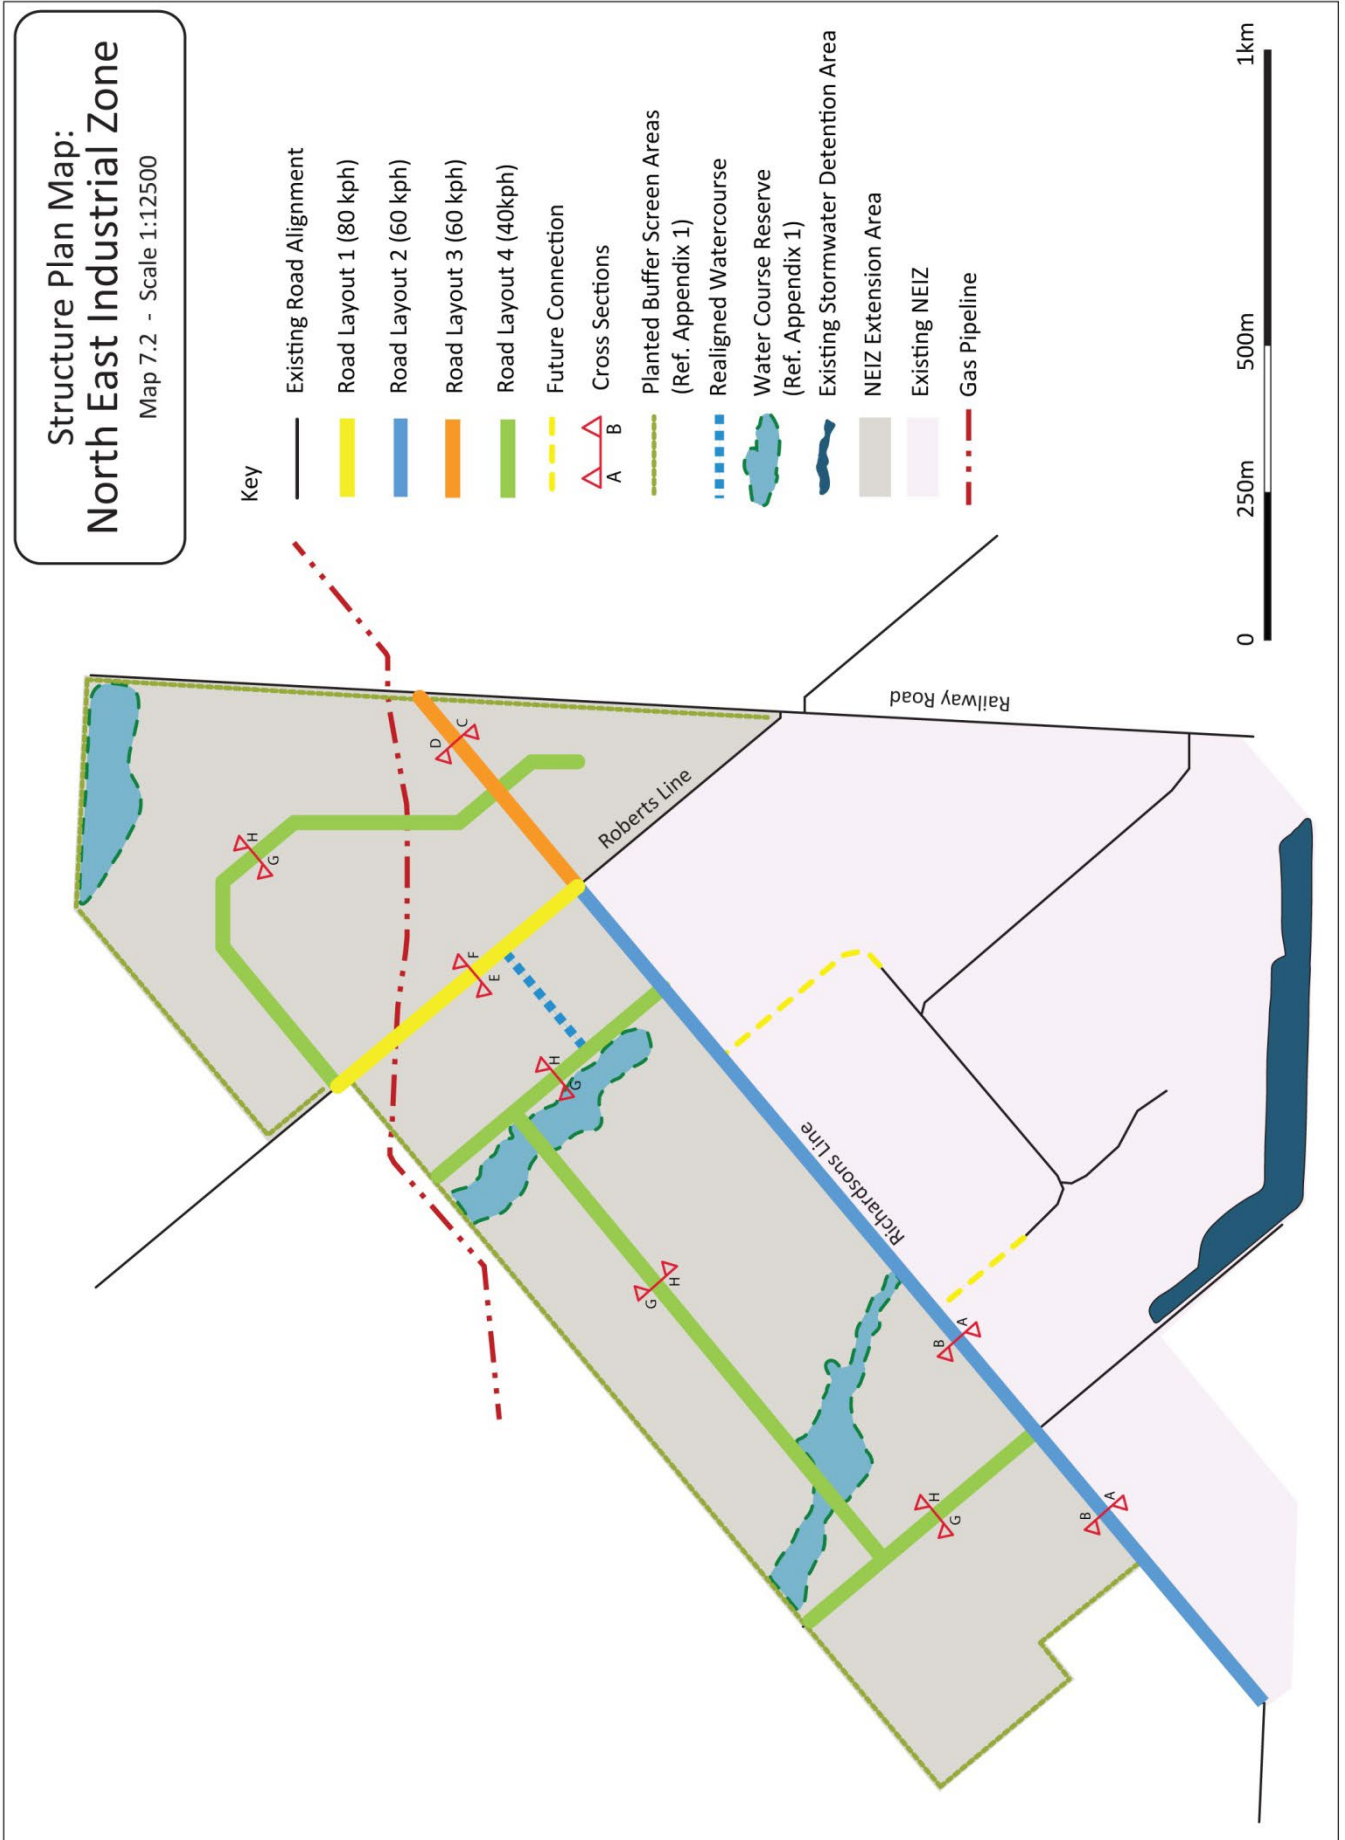 Structure Plan Map:
North East Industrial Zone
Map 7.2 - Scale 1:12500
Key
Existing Road Alignment
Road Layout 1 (80 kph)
Road Layout 2 (60 kph)
Road Layout 3 (60 kph)
Road Layout 4 (40kph)
Future Connection
Cross Sections
A B
Planted Buffer Screen Areas
(Ref. Appendix 1)
Realigned Watercourse
Water Course Reserve
(Ref. Appendix 1)
Existing Stormwater Detention Area
NEIZ Extension Area
Existing NEIZ
Gas Pipeline
0 250m 500m 1km
Railway Road
Roberts Line
Richardsons Line
D
C
H
G
F
E
H
G
G
H
B
A
H
G
B
A